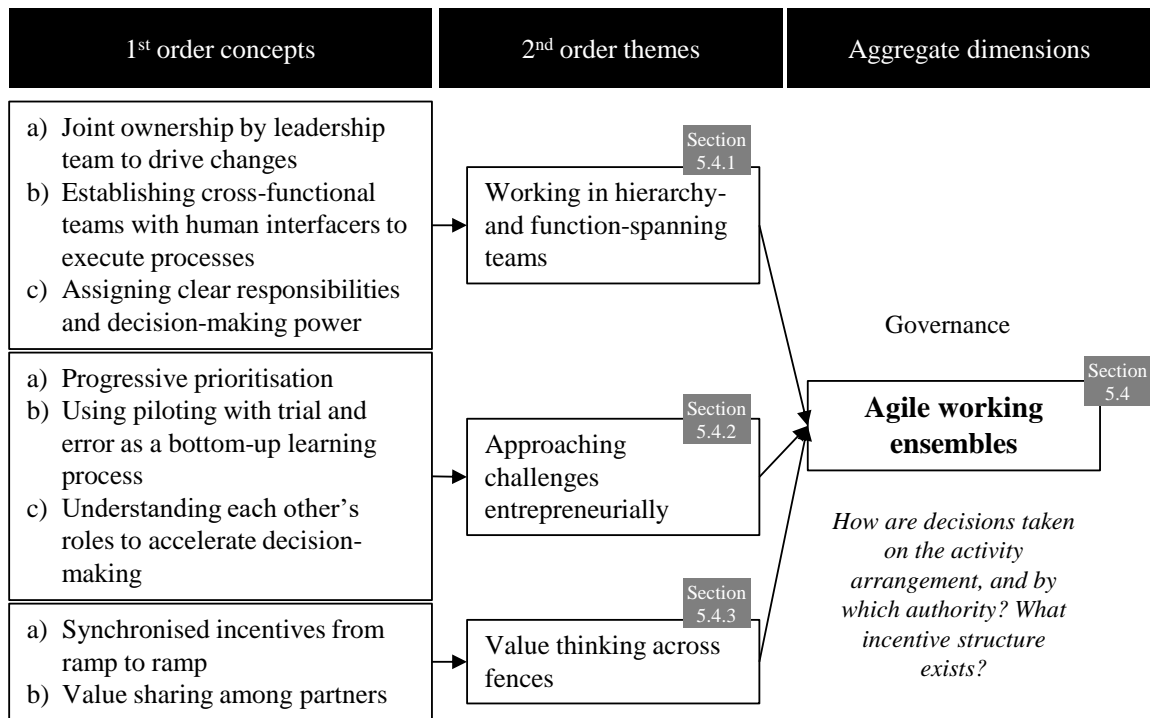 1st order concepts
2nd order themes
Aggregate dimensions
a) Joint ownership by leadership
team to drive changes
b) Establishing cross-functional
teams with human interfacers to
execute processes
c) Assigning clear responsibilities
and decision-making power
Section
5.4.1
Working in hierarchy-
and function-spanning
teams
a) Progressive prioritisation
b) Using piloting with trial and
error as a bottom-up learning
process
c) Understanding each other’s
roles to accelerate decision-
making
Section
5.4.2
Approaching
challenges
entrepreneurially
a) Synchronised incentives from
ramp to ramp
b) Value sharing among partners
Section
5.4.3
Value thinking across
fences
Governance
Section
5.4
Agile working
ensembles
How are decisions taken
on the activity
arrangement, and by
which authority? What
incentive structure
exists?